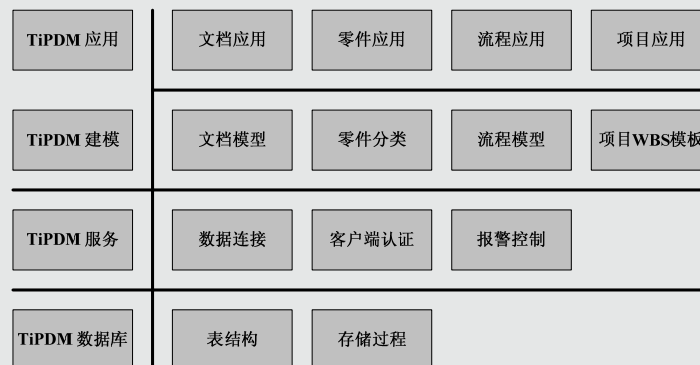 TiPDM 应用 文档应用 零件应用 流程应用 项目应用
TiPDM 建模 文档模型 零件分类 流程模型 项目WBS模板
TiPDM 服务 数据连接 客户端认证 报警控制
TiPDM 数据库 表结构 存储过程